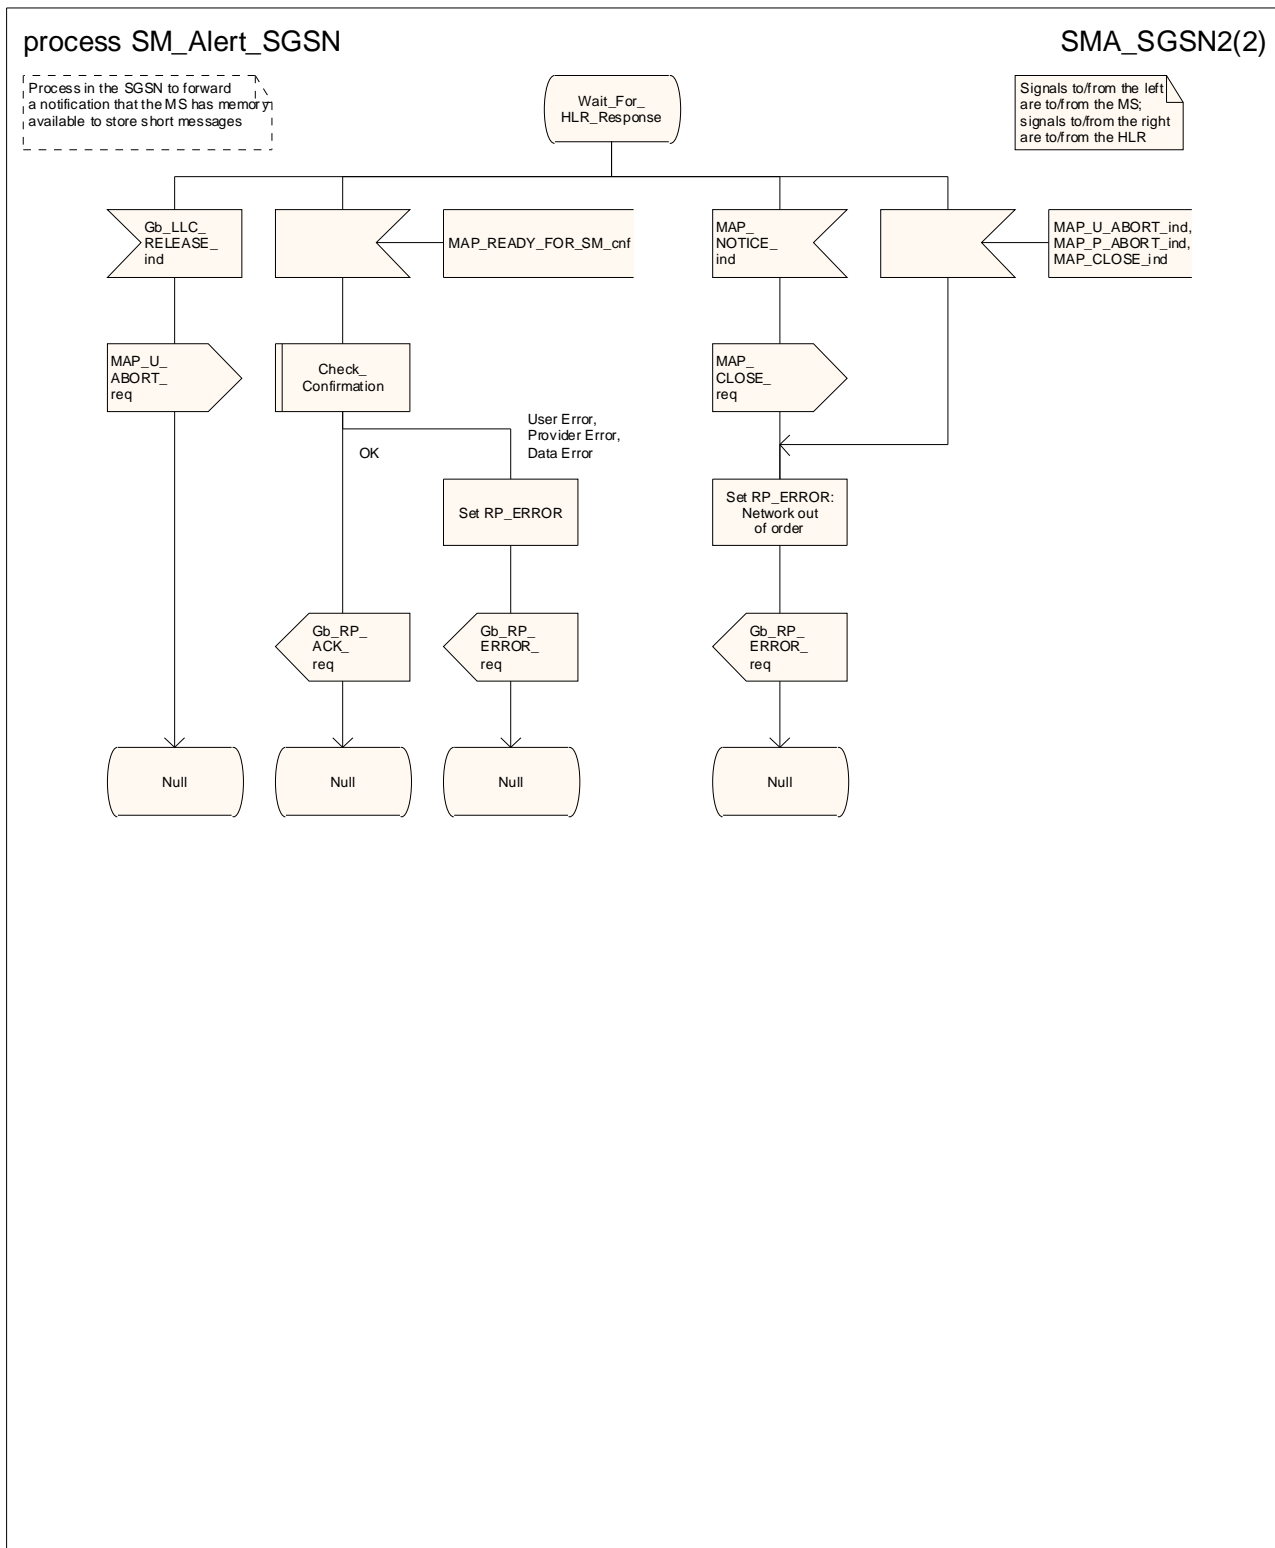 process SM_Alert_SGSN
SMA_SGSN2(2)
Process in the SGSN to forward
a notification that the MS has memory
available to store short messages
Wait_For_
HLR_Response
Signals to/from the left
are to/from the MS;
signals to/from the right
are to/from the HLR
Gb_LLC_
RELEASE_
ind
MAP_READY_FOR_SM_cnf
MAP_
NOTICE_
ind
MAP_U_ABORT_ind,
MAP_P_ABORT_ind,
MAP_CLOSE_ind
MAP_U_
ABORT_
req
Check_
Confirmation
MAP_
CLOSE_
req
User Error,
Provider Error,
Data Error
OK
Set RP_ERROR
Set RP_ERROR:
Network out
of order
Gb_RP_
ACK_
req
Gb_RP_
ERROR_
req
Gb_RP_
ERROR_
req
Null
Null
Null
Null